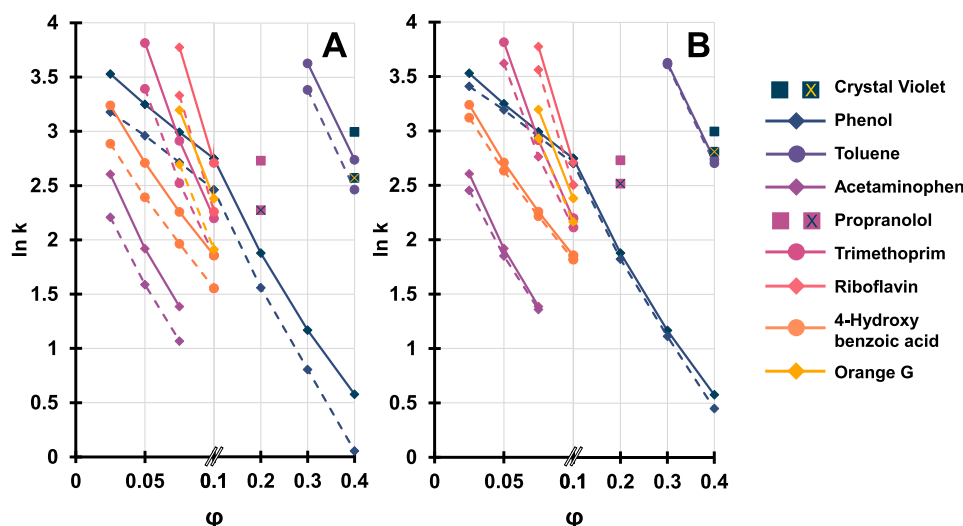 A
4
3.5
3
2.5
2
1.5
1
0.5
0
ln k
0 0.05 0.1 0.2 0.3 0.4
φ
B
4
3.5
3
2.5
2
1.5
1
0.5
0
ln k
0 0.05 0.1 0.2 0.3 0.4
φ
Crystal Violet
Phenol
Toluene
Acetaminophen
Propranolol
Trimethoprim
Riboflavin
4-Hydroxy
benzoic acid
Orange G